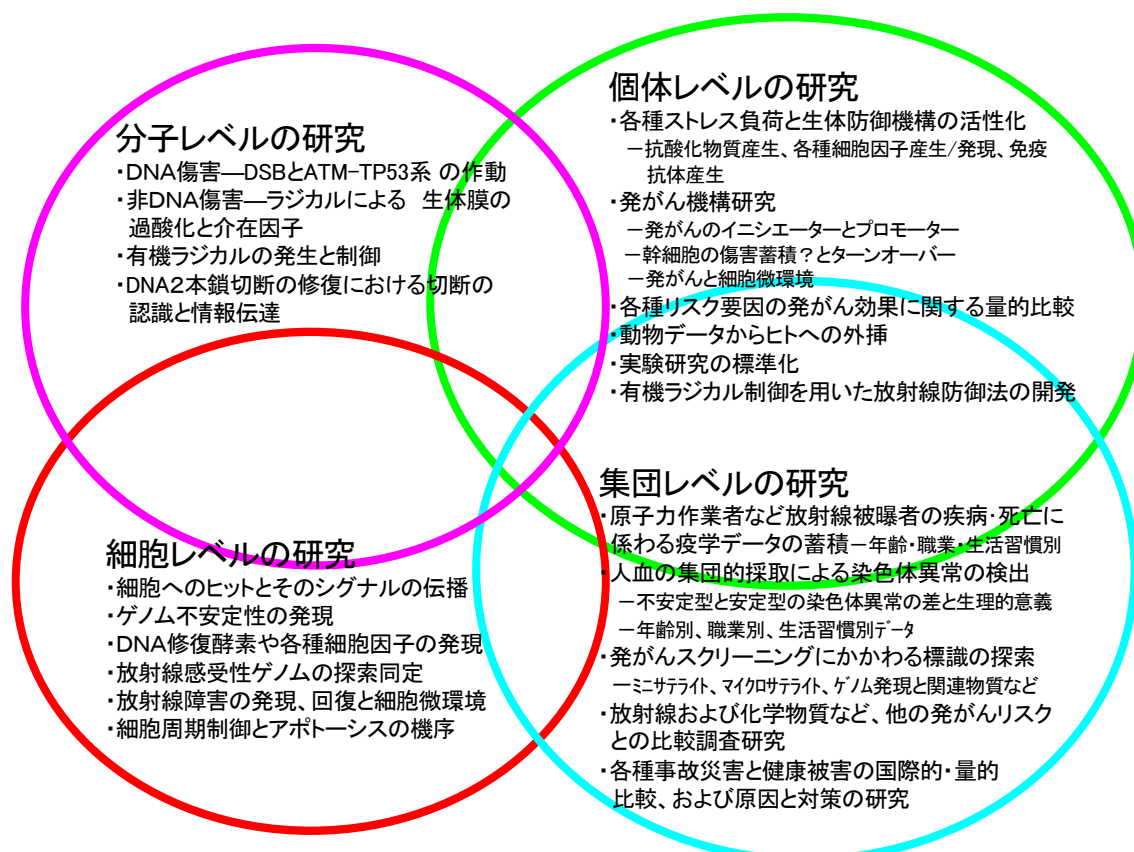 分子レベルの研究
・DNA傷害―DSBとATM-TP53系 の作動
・非DNA傷害―ラジカルによる 生体膜の
過酸化と介在因子
・有機ラジカルの発生と制御
・DNA2本鎖切断の修復における切断の
認識と情報伝達
個体レベルの研究
・各種ストレス負荷と生体防御機構の活性化
－抗酸化物質産生、各種細胞因子産生/発現、免疫
抗体産生
・発がん機構研究
－発がんのイニシエーターとプロモーター
－幹細胞の傷害蓄積？とターンオーバー
－発がんと細胞微環境
・各種リスク要因の発がん効果に関する量的比較
・動物データからヒトへの外挿
・実験研究の標準化
・有機ラジカル制御を用いた放射線防御法の開発
細胞レベルの研究
・細胞へのヒットとそのシグナルの伝播
・ゲノム不安定性の発現
・DNA修復酵素や各種細胞因子の発現
・放射線感受性ゲノムの探索同定
・放射線障害の発現、回復と細胞微環境
・細胞周期制御とアポトーシスの機序
集団レベルの研究
・原子力作業者など放射線被曝者の疾病・死亡に
係わる疫学データの蓄積－年齢・職業・生活習慣別
・人血の集団的採取による染色体異常の検出
－不安定型と安定型の染色体異常の差と生理的意義
－年齢別、職業別、生活習慣別ﾃﾞｰﾀ
・発がんスクリーニングにかかわる標識の探索
―ﾐﾆｻﾃﾗｲﾄ、ﾏｲｸﾛｻﾃﾗｲﾄ、ｹﾞﾉﾑ発現と関連物質など
・放射線および化学物質など、他の発がんリスク
との比較調査研究
・各種事故災害と健康被害の国際的・量的
比較、および原因と対策の研究